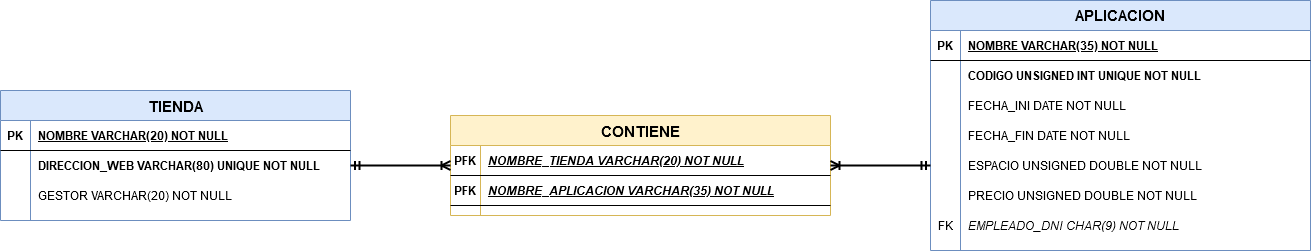 TIENDA
PK NOMBRE VARCHAR(20) NOT NULL
DIRECCION_WEB VARCHAR(80) UNIQUE NOT NULL
GESTOR VARCHAR(20) NOT NULL
CONTIENE
PFK NOMBRE_TIENDA VARCHAR(20) NOT NULL
PFK NOMBRE_APLICACION VARCHAR(35) NOT NULL
APLICACION
PK NOMBRE VARCHAR(35) NOT NULL
CODIGO UNSIGNED INT UNIQUE NOT NULL
FECHA_INI DATE NOT NULL
FECHA_FIN DATE NOT NULL
ESPACIO UNSIGNED DOUBLE NOT NULL
PRECIO UNSIGNED DOUBLE NOT NULL
FK EMPLEADO_DNI CHAR(9) NOT NULL